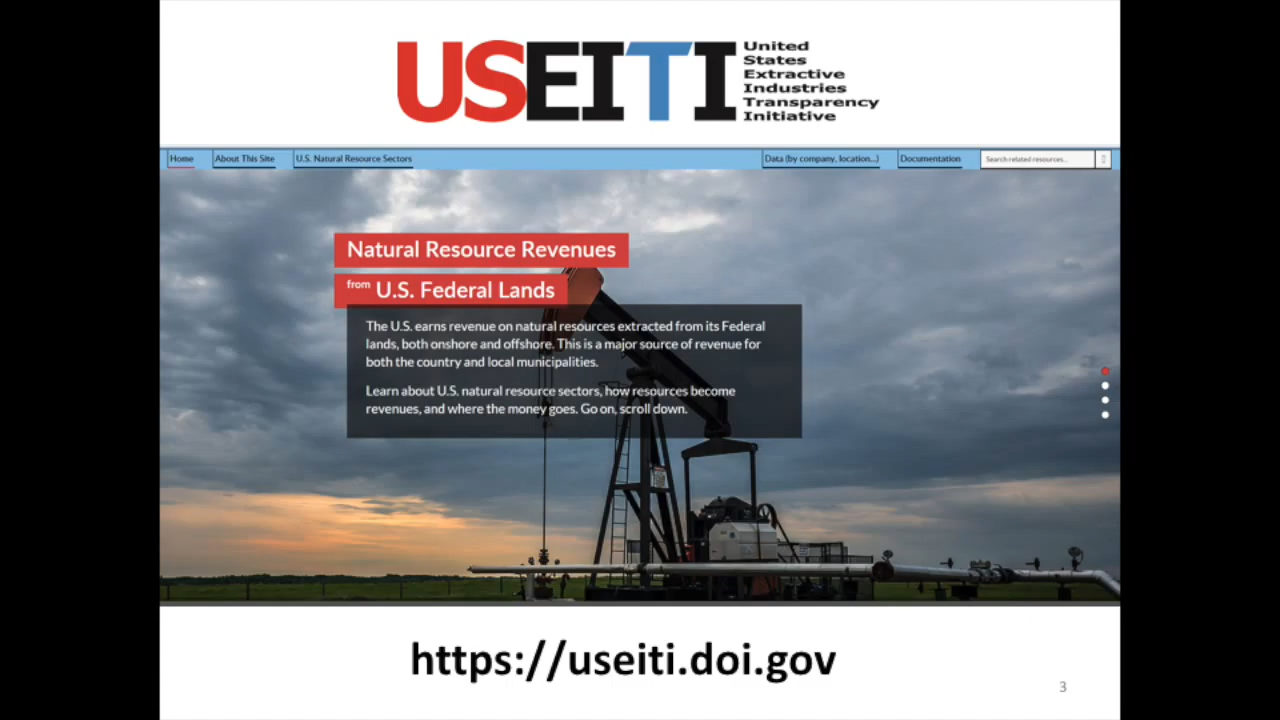 USEITI
United
States
Extractive
Industries
Transparency
Initiative
Home About This Site U.S. Natural Resource Sectors Data (by company, location...) Documentation Search related resources...
Natural Resource Revenues
from U.S. Federal Lands
The U.S. earns revenue on natural resources extracted from its Federal
lands, both onshore and offshore. This is a major source of revenue for
both the country and local municipalities.
Learn about U.S. natural resource sectors, how resources become
revenues, and where the money goes. Go on, scroll down.
https://useiti.doi.gov
3